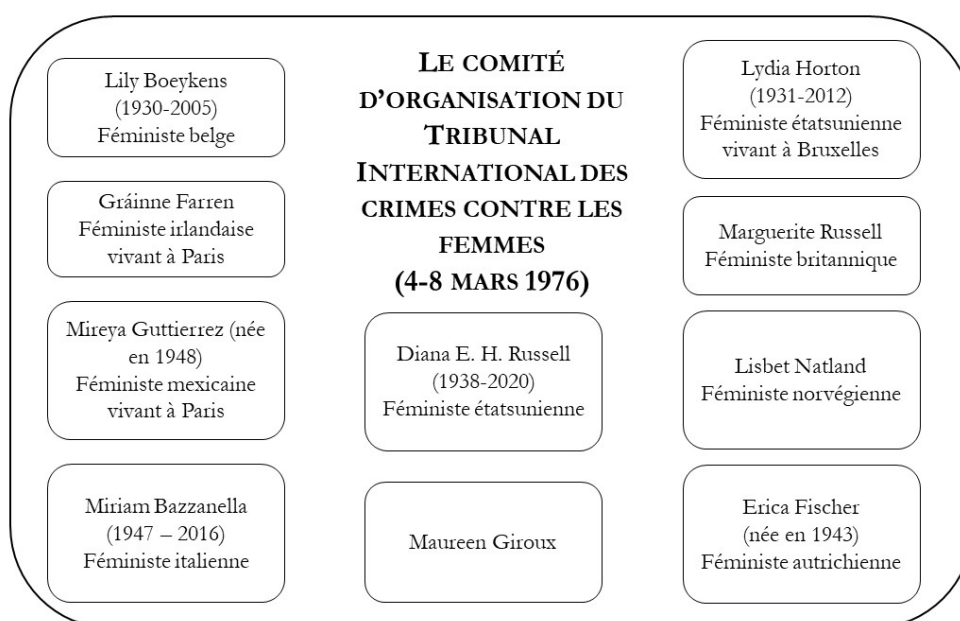 LE COMITÉ
D'ORGANISATION DU
TRIBUNAL
INTERNATIONAL DES
CRIMES CONTRE LES
FEMMES
(4-8 MARS 1976)
Lily Boeykens
(1930-2005)
Féministe belge
Gráinne Farren
Féministe irlandaise
vivant à Paris
Mireya Guttierrez (née
en 1948)
Féministe mexicaine
vivant à Paris
Miriam Bazzanella
(1947 – 2016)
Féministe italienne
Diana E. H. Russell
(1938-2020)
Féministe étatsunienne
Maureen Giroux
Lydia Horton
(1931-2012)
Féministe étatsunienne
vivant à Bruxelles
Marguerite Russell
Féministe britannique
Lisbet Natland
Féministe norvégienne
Erica Fischer
(née en 1943)
Féministe autrichienne